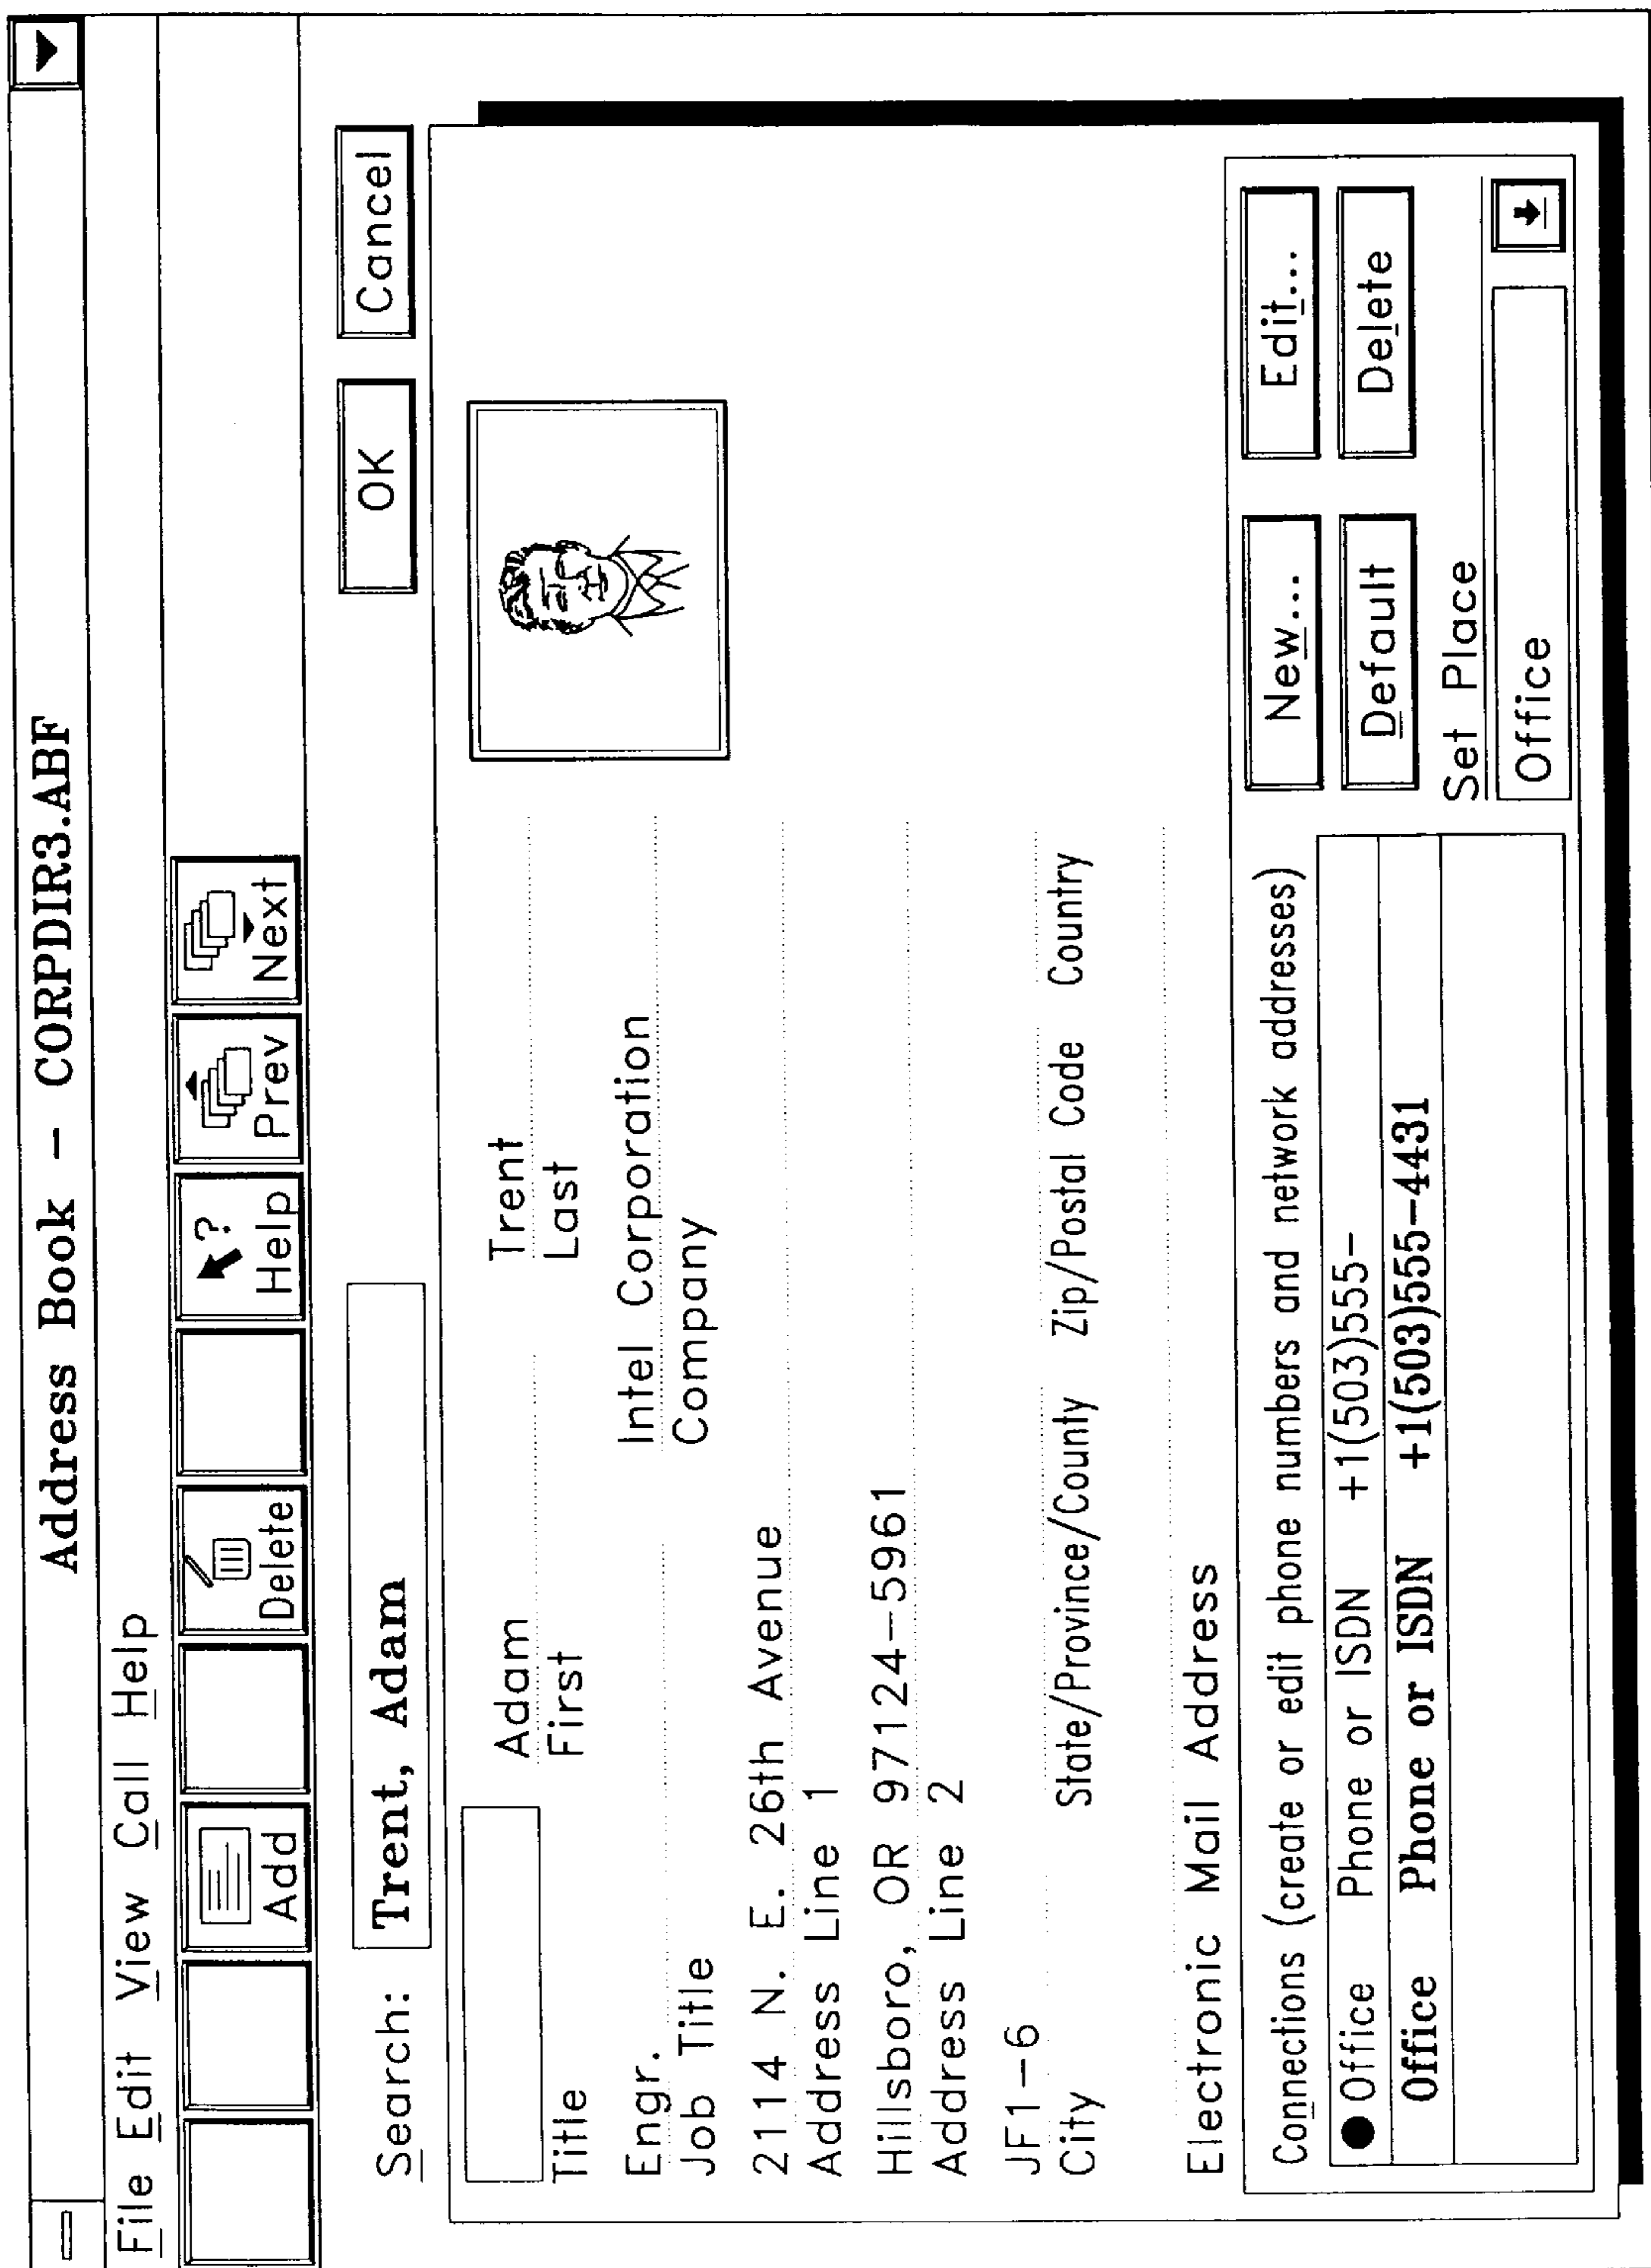 Address Book – CORPDIR3.ABF
File Edit View Call Help
Add Delete ? Help Prev Next
Search: Trent, Adam
OK Cancel
Adam Trent
Title First Last
Engr. Intel Corporation
Job Title Company
2114 N. E. 26th Avenue
Address Line 1
Hillsboro, OR 97124–5961
Address Line 2
JF1–6
City State/Province/County Zip/Postal Code Country
Electronic Mail Address
Connections (create or edit phone numbers and network addresses)
New... Edit...
Office Phone or ISDN +1(503)555–
Default Delete
Office Phone or ISDN +1(503)555–4431
Set Place
Office